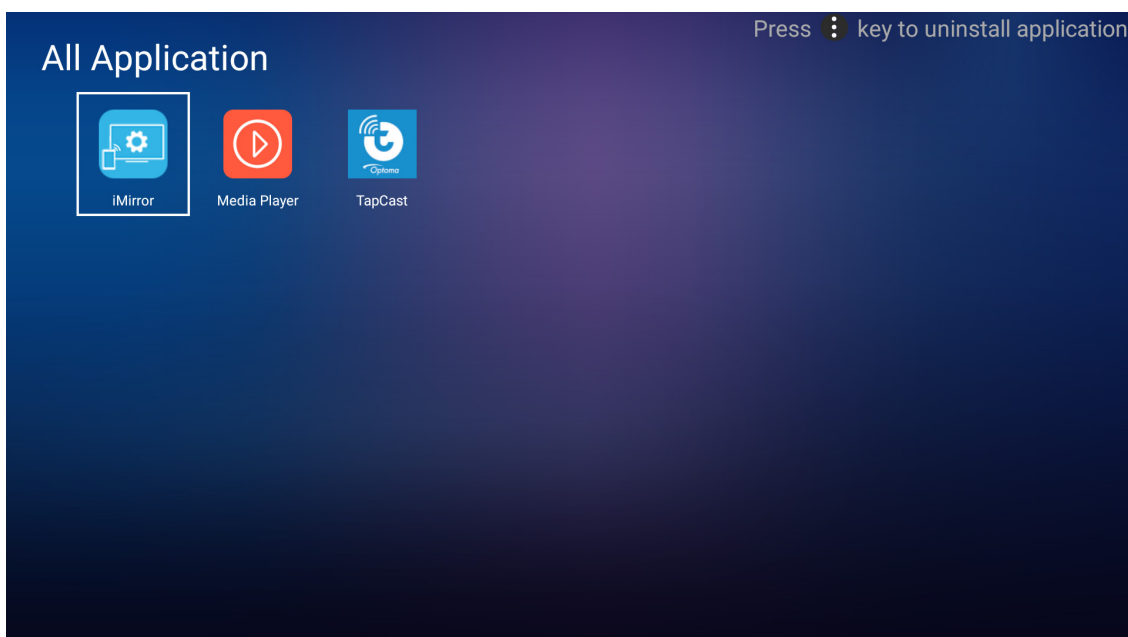 Press key to uninstall application
All Application
Optoma
iMirror
Media Player
TapCast